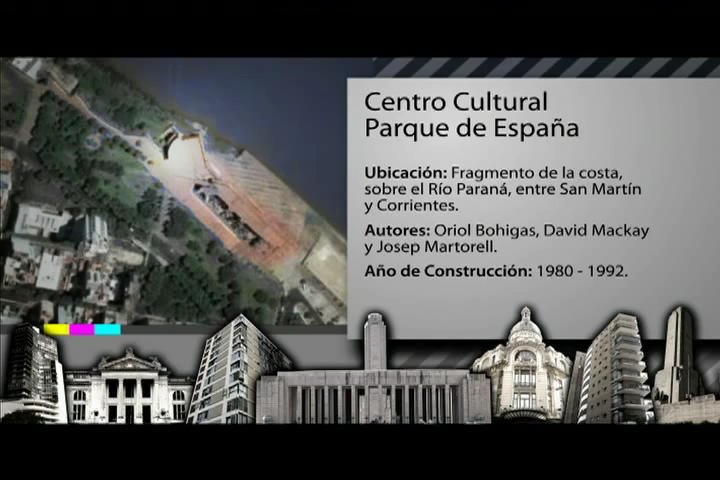 Centro Cultural
Parque de España
Ubicación: Fragmento de la costa,
sobre el Río Paraná, entre San Martín
y Corrientes.
Autores: Oriol Bohigas, David Mackay
y Josep Martorell.
Año de Construcción: 1980 - 1992.